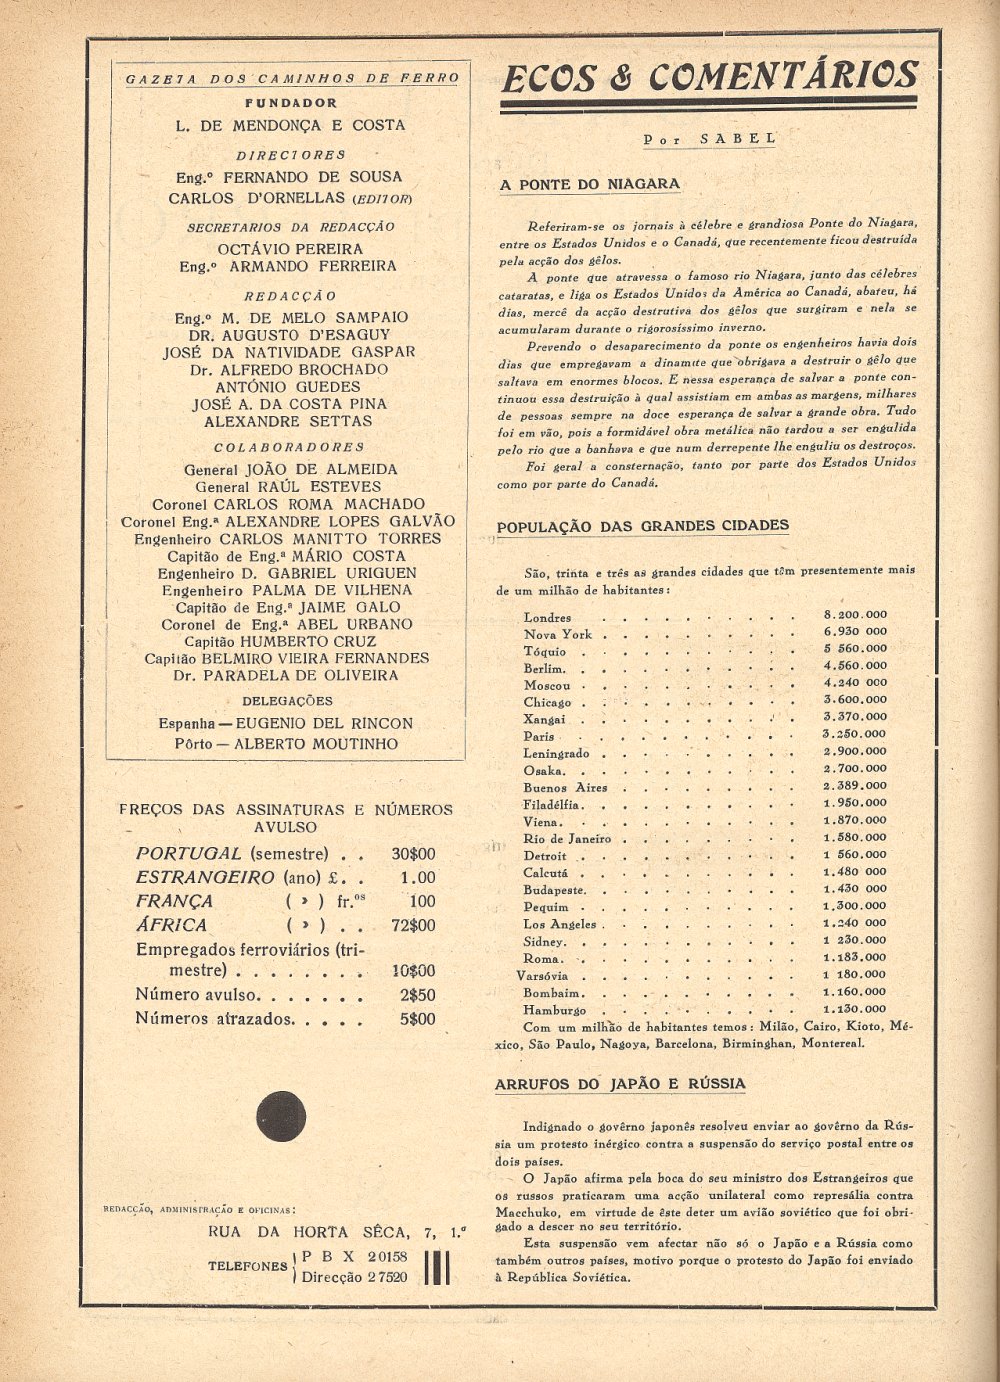 GAZETA DOS CAMINHOS DE FERRO
FUNDADOR
L. DE MENDONÇA E COSTA
DIRECTORES
Eng.º FERNANDO DE SOUSA
CARLOS D'ORNELLAS (EDITOR)
SECRETARIOS DA REDACÇÃO
OCTÁVIO PEREIRA
Eng.º ARMANDO FERREIRA
REDACÇÃO
Eng.º M. DE MELO SAMPAIO
DR. AUGUSTO D'ESAGUY
JOSÉ DA NATIVIDADE GASPAR
Dr. ALFREDO BROCHADO
ANTÓNIO GUEDES
JOSÉ A. DA COSTA PINA
ALEXANDRE SETTAS
COLABORADORES
General JOÃO DE ALMEIDA
General RAÚL ESTEVES
Coronel CARLOS ROMA MACHADO
Coronel Eng.ª ALEXANDRE LOPES GALVÃO
Engenheiro CARLOS MANITTO TORRES
Capitão de Eng.ª MÁRIO COSTA
Engenheiro D. GABRIEL URIGUEN
Engenheiro PALMA DE VILHENA
Capitão de Eng.ª JAIME GALO
Coronel de Eng.ª ABEL URBANO
Capitão HUMBERTO CRUZ
Capitão BELMIRO VIEIRA FERNANDES
Dr. PARADELA DE OLIVEIRA
DELEGAÇÕES
Espanha — EUGENIO DEL RINCON
Pôrto — ALBERTO MOUTINHO
PREÇOS DAS ASSINATURAS E NÚMEROS
AVULSO
PORTUGAL (semestre) . . 30$00
ESTRANGEIRO (ano) £. . 1.00
FRANÇA ( » ) fr.os 100
ÁFRICA ( » ) . . 72$00
Empregados ferroviários (tri-
mestre) . . . . . . . . 10$00
Número avulso. . . . . . . 2$50
Números atrazados. . . . . 5$00
REDACÇÃO, ADMINISTRAÇÃO E OFICINAS:
RUA DA HORTA SÊCA, 7, 1.º
TELEFONES P B X 20158
Direcção 27520
ECOS & COMENTÁRIOS
Por SABEL
A PONTE DO NIAGARA
Referiram-se os jornais à célebre e grandiosa Ponte do Niagara,
entre os Estados Unidos e o Canadá, que recentemente ficou destruída
pela acção dos gêlos.
A ponte que atravessa o famoso rio Niagara, junto das célebres
cataratas, e liga os Estados Unidos da América ao Canadá, abateu, há
dias, mercê da acção destrutiva dos gêlos que surgiram e nela se
acumularam durante o rigorosíssimo inverno.
Prevendo o desaparecimento da ponte os engenheiros havia dois
dias que empregavam a dinamite que obrigava a destruir o gêlo que
saltava em enormes blocos. E nessa esperança de salvar a ponte con-
tinuou essa destruição à qual assistiam em ambas as margens, milhares
de pessoas sempre na doce esperança de salvar a grande obra. Tudo
foi em vão, pois a formidável obra metálica não tardou a ser engulida
pelo rio que a banhava e que num derrepente lhe enguliu os destroços.
Foi geral a consternação, tanto por parte dos Estados Unidos
como por parte do Canadá.
POPULAÇÃO DAS GRANDES CIDADES
São, trinta e três as grandes cidades que têm presentemente mais
de um milhão de habitantes:
Londres . . . . . . . . . . 8.200.000
Nova York . . . . . . . . . 6.930 000
Tóquio . . . . . . . . . . 5 560.000
Berlim. . . . . . . . . . . 4.560.000
Moscou . . . . . . . . . . 4.240 000
Chicago . . . . . . . . . . 3.600.000
Xangai . . . . . . . . . . 3.370.000
Paris . . . . . . . . . . . 3.250.000
Leningrado . . . . . . . . . 2.900.000
Osaka. . . . . . . . . . . 2.700.000
Buenos Aires . . . . . . . . 2.389.000
Filadélfia. . . . . . . . . . 1.950.000
Viena. . . . . . . . . . . 1.870.000
Rio de Janeiro . . . . . . . . 1.580.000
Detroit . . . . . . . . . . 1 560.000
Calcutá . . . . . . . . . . 1.480 000
Budapeste. . . . . . . . . . 1.430 000
Pequim . . . . . . . . . . 1.300.000
Los Angeles . . . . . . . . . 1.240 000
Sidney. . . . . . . . . . . 1 230.000
Roma. . . . . . . . . . . 1.183.000
Varsóvia . . . . . . . . . . 1 180.000
Bombaim. . . . . . . . . . 1.160.000
Hamburgo . . . . . . . . . 1.130.000
Com um milhão de habitantes temos: Milão, Cairo, Kioto, Mé-
xico, São Paulo, Nagoya, Barcelona, Birminghan, Montereal.
ARRUFOS DO JAPÃO E RÚSSIA
Indignado o govêrno japonês resolveu enviar ao govêrno da Rús-
sia um protesto inérgico contra a suspensão do serviço postal entre os
dois países.
O Japão afirma pela boca do seu ministro dos Estrangeiros que
os russos praticaram uma acção unilateral como represália contra
Macchuko, em virtude de êste deter um avião soviético que foi obri-
gado a descer no seu território.
Esta suspensão vem afectar não só o Japão e a Rússia como
também outros países, motivo porque o protesto do Japão foi enviado
à República Soviética.